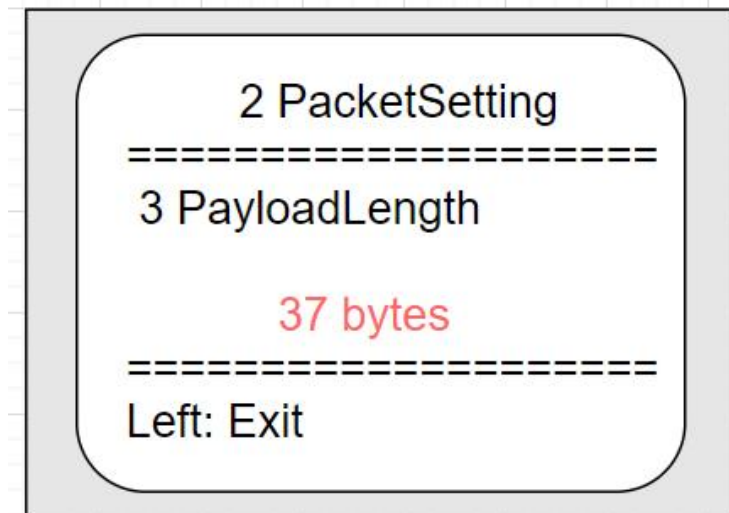 2 PacketSetting
====================
3 PayloadLength
37 bytes
====================
Left: Exit